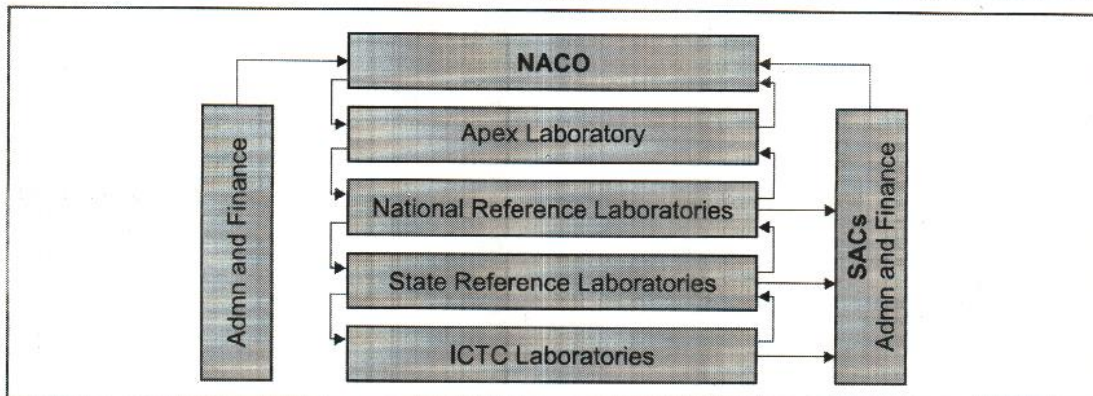 NACO
Apex Laboratory
National Reference Laboratories
State Reference Laboratories
ICTC Laboratories
Admn and Finance
SACs
Admn and Finance